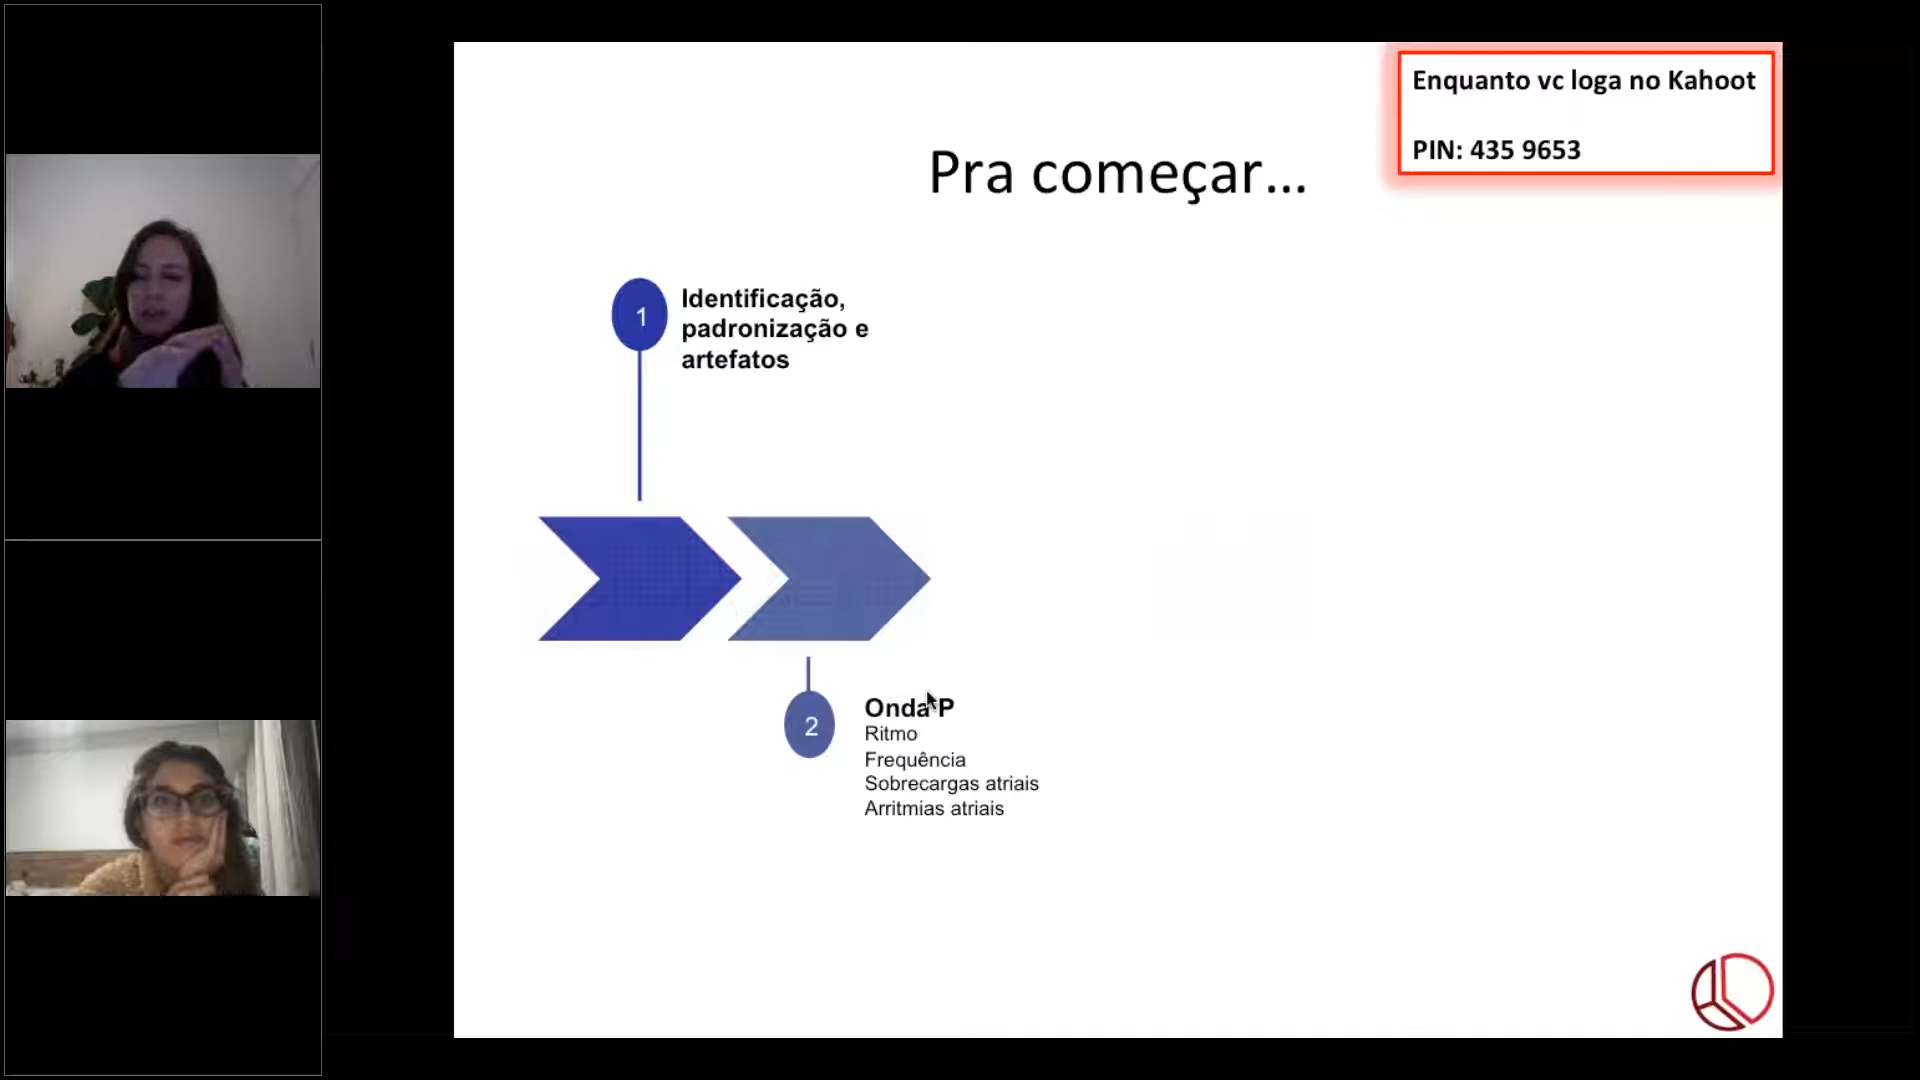 Enquanto vc loga no Kahoot
PIN: 435 9653
Pra começar...
1
Identificação,
padronização e
artefatos
2
Onda P
Ritmo
Frequência
Sobrecargas atriais
Arritmias atriais